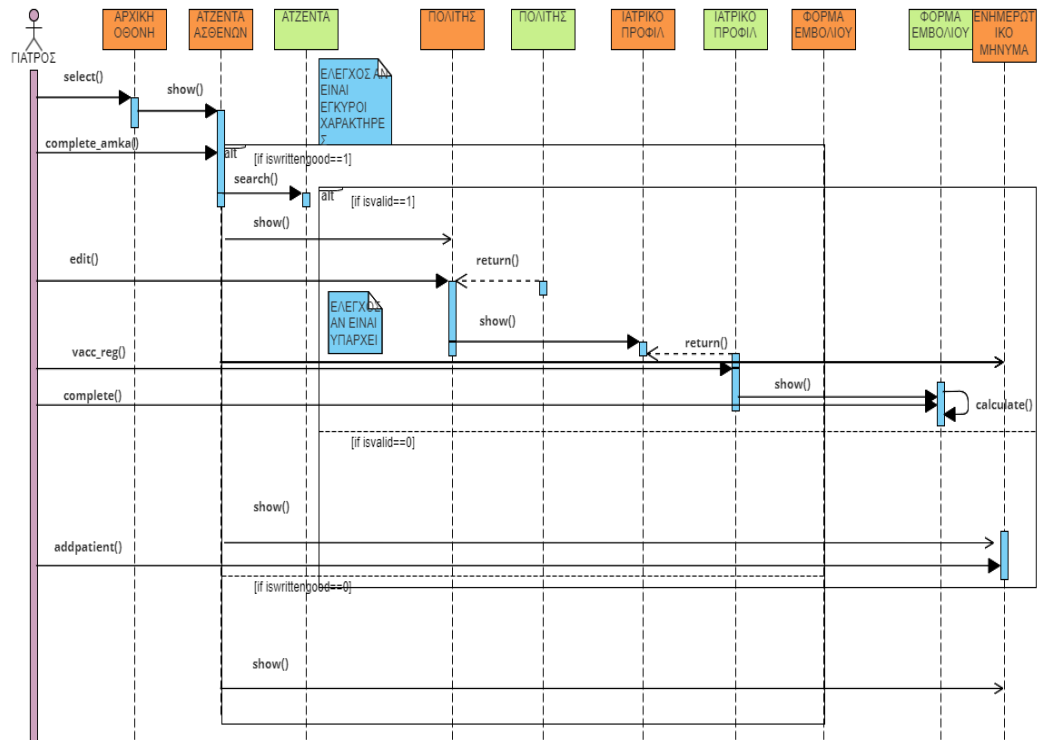 ΓΙΑΤΡΟΣ
ΑΡΧΙΚΗ
ΟΘΟΝΗ
ΑΤΖΕΝΤΑ
ΑΣΘΕΝΩΝ
ΑΤΖΕΝΤΑ
ΠΟΛΙΤΗΣ
ΠΟΛΙΤΗΣ
ΙΑΤΡΙΚΟ
ΠΡΟΦΙΛ
ΙΑΤΡΙΚΟ
ΠΡΟΦΙΛ
ΦΟΡΜΑ
ΕΜΒΟΛΙΟΥ
ΦΟΡΜΑ
ΕΜΒΟΛΙΟΥ
ΕΝΗΜΕΡΩΤ
ΙΚΟ
ΜΗΝΥΜΑ
select()
show()
ΕΛΕΓΧΟΣ ΑΝ
ΕΙΝΑΙ
ΕΓΚΥΡΟΙ
ΧΑΡΑΚΤΗΡΕ
Σ
complete_amka()
alt
[if iswrittengood==1]
search()
alt
[if isvalid==1]
show()
edit()
return()
ΕΛΕΓΧΟΣ
ΑΝ ΕΙΝΑΙ
ΥΠΑΡΧΕΙ
show()
return()
vacc_reg()
show()
complete()
calculate()
[if isvalid==0]
show()
addpatient()
[if iswrittengood==0]
show()